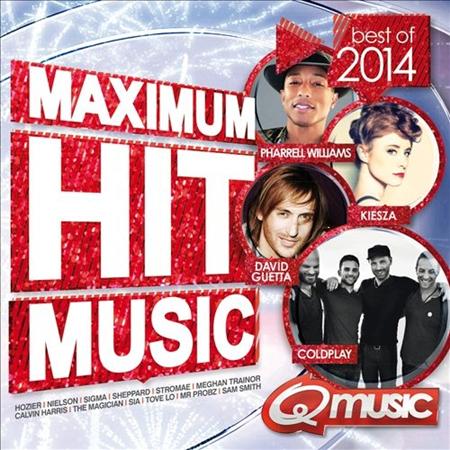 best of
2014
MAXIMUM
HIT
MUSIC
PHARRELL WILLIAMS
KIESZA
DAVID
GUETTA
COLDPLAY
HOZIER | NIELSON | SIGMA | SHEPPARD | STROMAE | MEGHAN TRAINOR
CALVIN HARRIS | THE MAGICIAN | SIA | TOVE LO | MR PROBZ | SAM SMITH
Q music